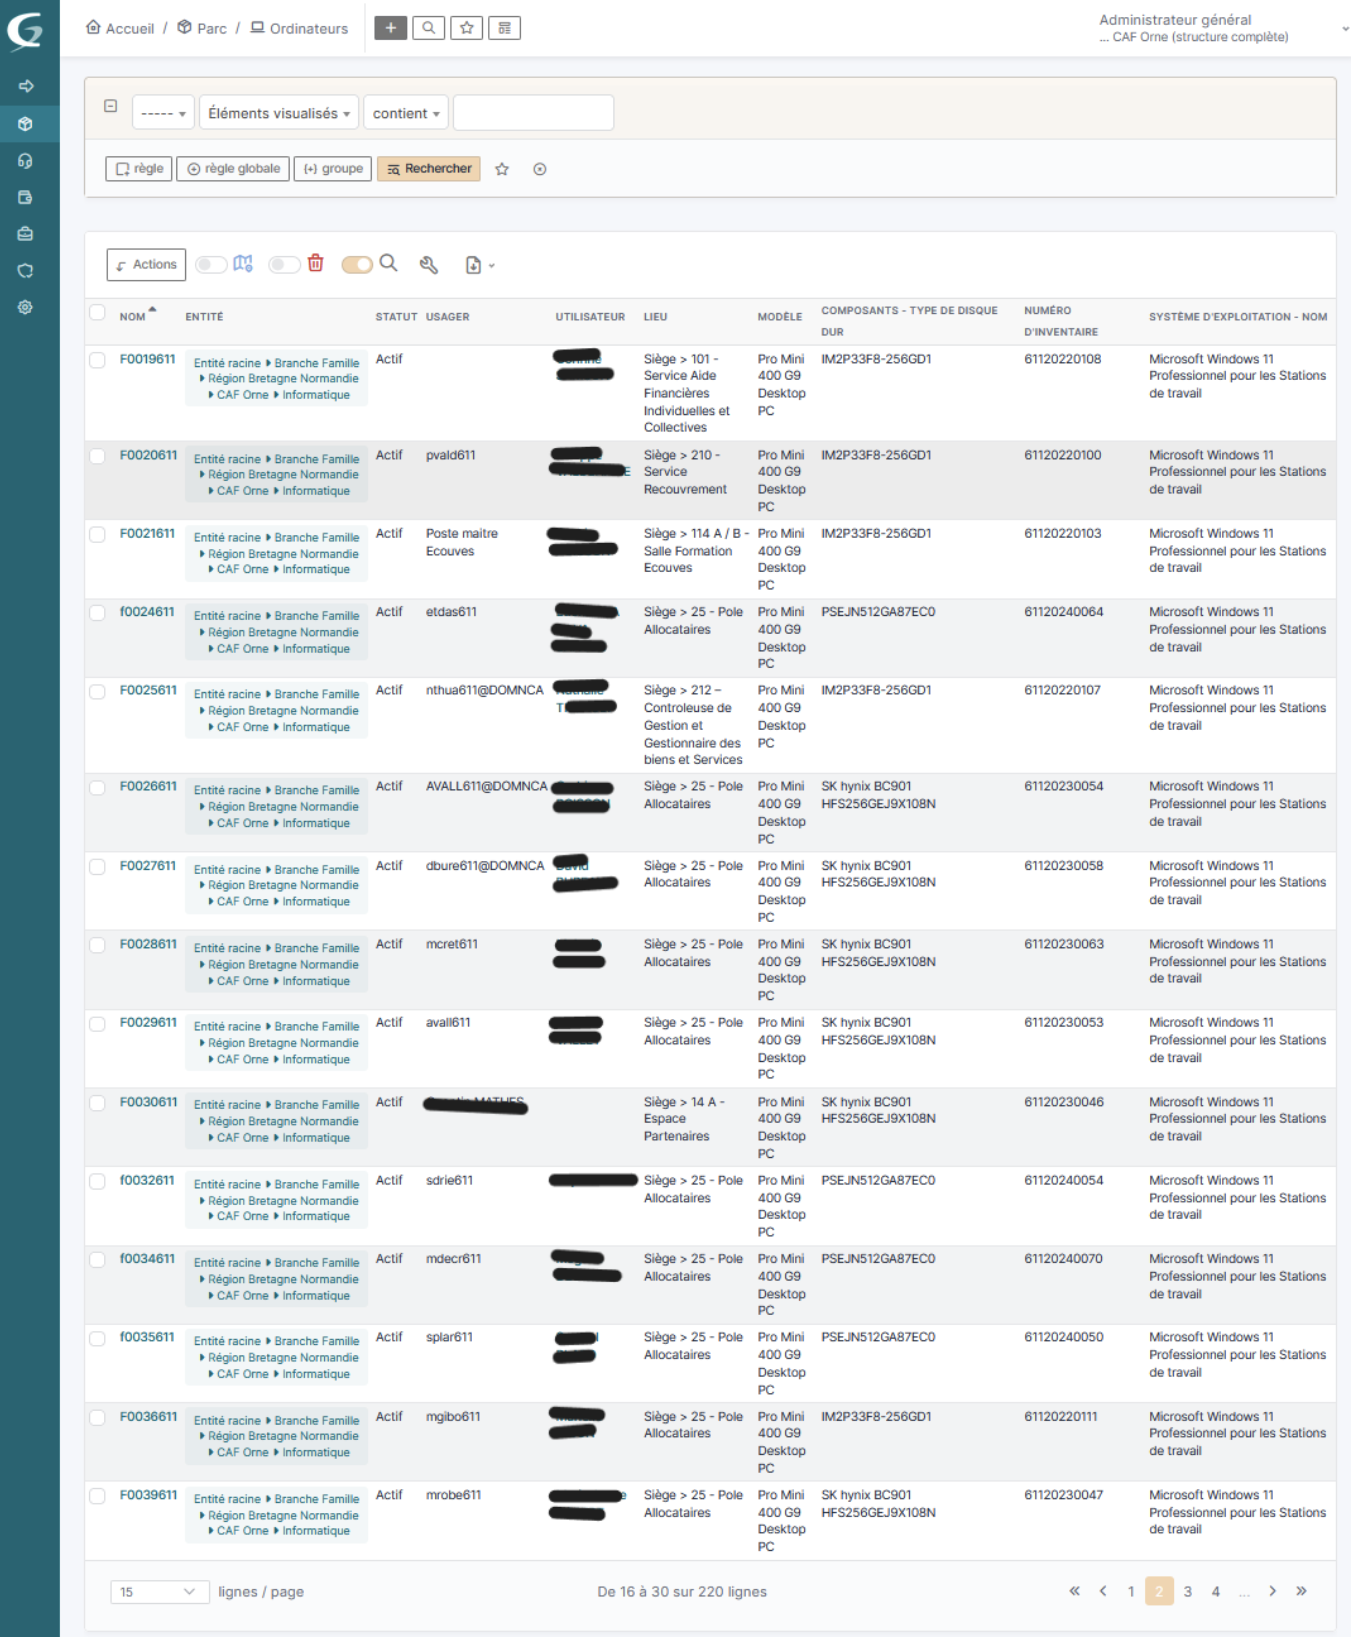 Accueil / Parc / Ordinateurs
Administrateur général
... CAF Orne (structure complète)
----- Éléments visualisés contient
règle règle globale groupe Rechercher
Actions
NOM ENTITÉ STATUT USAGER UTILISATEUR LIEU MODÈLE COMPOSANTS - TYPE DE DISQUE DUR NUMÉRO D'INVENTAIRE SYSTÈME D'EXPLOITATION - NOM
F0019611 Entité racine Branche Famille Région Bretagne Normandie CAF Orne Informatique Actif Siège > 101 - Service Aide Financières Individuelles et Collectives Pro Mini 400 G9 Desktop PC IM2P33F8-256GD1 61120220108 Microsoft Windows 11 Professionnel pour les Stations de travail
F0020611 Entité racine Branche Famille Région Bretagne Normandie CAF Orne Informatique Actif pvald611 Siège > 210 - Service Recouvrement Pro Mini 400 G9 Desktop PC IM2P33F8-256GD1 61120220100 Microsoft Windows 11 Professionnel pour les Stations de travail
F0021611 Entité racine Branche Famille Région Bretagne Normandie CAF Orne Informatique Actif Poste maitre Ecouves Siège > 114 A / B - Salle Formation Ecouves Pro Mini 400 G9 Desktop PC IM2P33F8-256GD1 61120220103 Microsoft Windows 11 Professionnel pour les Stations de travail
f0024611 Entité racine Branche Famille Région Bretagne Normandie CAF Orne Informatique Actif etdas611 Siège > 25 - Pole Allocataires Pro Mini 400 G9 Desktop PC PSEJN512GA87EC0 61120240064 Microsoft Windows 11 Professionnel pour les Stations de travail
F0025611 Entité racine Branche Famille Région Bretagne Normandie CAF Orne Informatique Actif nthua611@DOMNCA Siège > 212 – Controleuse de Gestion et Gestionnaire des biens et Services Pro Mini 400 G9 Desktop PC IM2P33F8-256GD1 61120220107 Microsoft Windows 11 Professionnel pour les Stations de travail
F0026611 Entité racine Branche Famille Région Bretagne Normandie CAF Orne Informatique Actif AVALL611@DOMNCA Siège > 25 - Pole Allocataires Pro Mini 400 G9 Desktop PC SK hynix BC901 HFS256GEJ9X108N 61120230054 Microsoft Windows 11 Professionnel pour les Stations de travail
F0027611 Entité racine Branche Famille Région Bretagne Normandie CAF Orne Informatique Actif dbure611@DOMNCA Siège > 25 - Pole Allocataires Pro Mini 400 G9 Desktop PC SK hynix BC901 HFS256GEJ9X108N 61120230058 Microsoft Windows 11 Professionnel pour les Stations de travail
F0028611 Entité racine Branche Famille Région Bretagne Normandie CAF Orne Informatique Actif mcret611 Siège > 25 - Pole Allocataires Pro Mini 400 G9 Desktop PC SK hynix BC901 HFS256GEJ9X108N 61120230063 Microsoft Windows 11 Professionnel pour les Stations de travail
F0029611 Entité racine Branche Famille Région Bretagne Normandie CAF Orne Informatique Actif avall611 Siège > 25 - Pole Allocataires Pro Mini 400 G9 Desktop PC SK hynix BC901 HFS256GEJ9X108N 61120230053 Microsoft Windows 11 Professionnel pour les Stations de travail
F0030611 Entité racine Branche Famille Région Bretagne Normandie CAF Orne Informatique Actif Siège > 14 A - Espace Partenaires Pro Mini 400 G9 Desktop PC SK hynix BC901 HFS256GEJ9X108N 61120230046 Microsoft Windows 11 Professionnel pour les Stations de travail
f0032611 Entité racine Branche Famille Région Bretagne Normandie CAF Orne Informatique Actif sdrie611 Siège > 25 - Pole Allocataires Pro Mini 400 G9 Desktop PC PSEJN512GA87EC0 61120240054 Microsoft Windows 11 Professionnel pour les Stations de travail
f0034611 Entité racine Branche Famille Région Bretagne Normandie CAF Orne Informatique Actif mdecr611 Siège > 25 - Pole Allocataires Pro Mini 400 G9 Desktop PC PSEJN512GA87EC0 61120240070 Microsoft Windows 11 Professionnel pour les Stations de travail
f0035611 Entité racine Branche Famille Région Bretagne Normandie CAF Orne Informatique Actif splar611 Siège > 25 - Pole Allocataires Pro Mini 400 G9 Desktop PC PSEJN512GA87EC0 61120240050 Microsoft Windows 11 Professionnel pour les Stations de travail
F0036611 Entité racine Branche Famille Région Bretagne Normandie CAF Orne Informatique Actif mgibo611 Siège > 25 - Pole Allocataires Pro Mini 400 G9 Desktop PC IM2P33F8-256GD1 61120220111 Microsoft Windows 11 Professionnel pour les Stations de travail
F0039611 Entité racine Branche Famille Région Bretagne Normandie CAF Orne Informatique Actif mrobe611 Siège > 25 - Pole Allocataires Pro Mini 400 G9 Desktop PC SK hynix BC901 HFS256GEJ9X108N 61120230047 Microsoft Windows 11 Professionnel pour les Stations de travail
15 lignes / page De 16 à 30 sur 220 lignes « < 1 2 3 4 ... > »